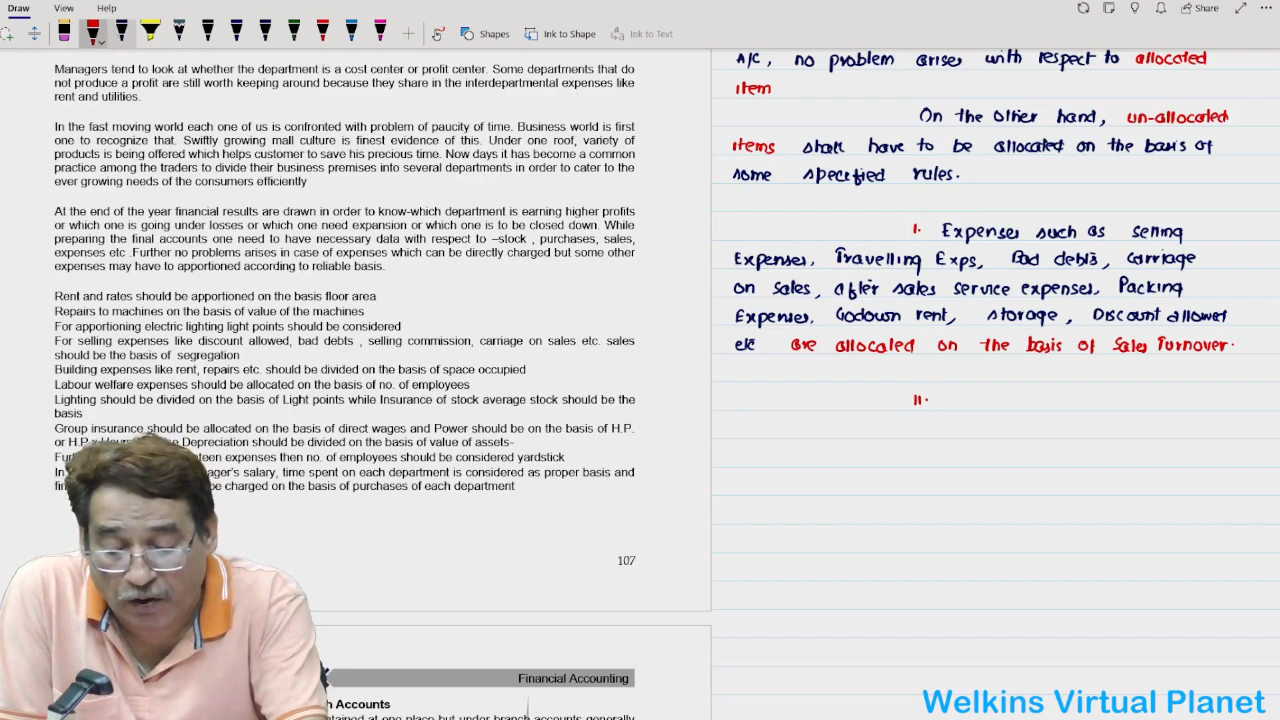 Draw View Help
Share
Shapes Ink to Shape Ink to Text
Managers tend to look at whether the department is a cost center or profit center. Some departments that do
not produce a profit are still worth keeping around because they share in the interdepartmental expenses like
rent and utilities.
In the fast moving world each one of us is confronted with problem of paucity of time. Business world is first
one to recognize that. Swiftly growing mall culture is finest evidence of this. Under one roof, variety of
products is being offered which helps customer to save his precious time. Now days it has become a common
practice among the traders to divide their business premises into several departments in order to cater to the
ever growing needs of the consumers efficiently
At the end of the year financial results are drawn in order to know-which department is earning higher profits
or which one is going under losses or which one need expansion or which one is to be closed down. While
preparing the final accounts one need to have necessary data with respect to –stock , purchases, sales,
expenses etc .Further no problems arises in case of expenses which can be directly charged but some other
expenses may have to apportioned according to reliable basis.
Rent and rates should be apportioned on the basis floor area
Repairs to machines on the basis of value of the machines
For apportioning electric lighting light points should be considered
For selling expenses like discount allowed, bad debts , selling commission, carriage on sales etc. sales
should be the basis of segregation
Building expenses like rent, repairs etc. should be divided on the basis of space occupied
Labour welfare expenses should be allocated on the basis of no. of employees
Lighting should be divided on the basis of Light points while Insurance of stock average stock should be the
basis
Group insurance should be allocated on the basis of direct wages and Power should be on the basis of H.P.
or H.P x Depreciation should be divided on the basis of value of assets-
expenses then no. of employees should be considered yardstick
In salary, time spent on each department is considered as proper basis and
be charged on the basis of purchases of each department
107
Financial Accounting
Accounts
at one place but under branch accounts generally
A/C, no problem arises with respect to allocated
item
On the other hand, un-allocated
items shall have to be allocated on the basis of
some specified rules.
I. Expenses such as selling
Expenses, Travelling Exps, Bad debts, carriage
on sales, after sales service expenses, Packing
Expenses, Godown rent, storage, Discount allowed
etc are allocated on the basis of Sales Turnover.
II.
Welkins Virtual Planet